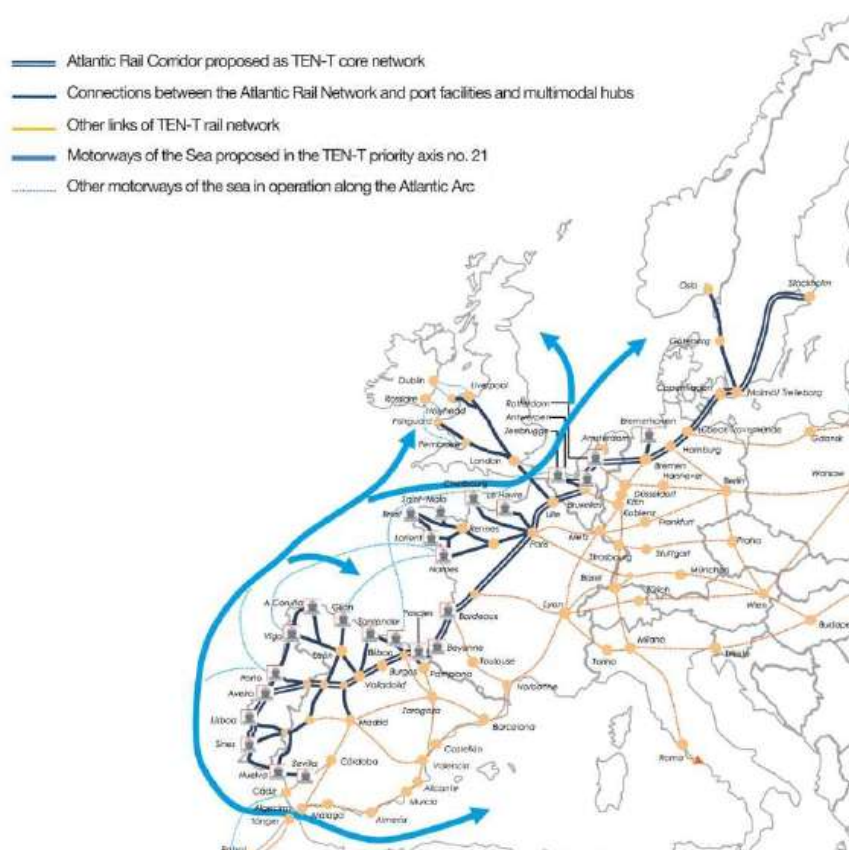 Atlantic Rail Corridor proposed as TEN-T core network
Connections between the Atlantic Rail Network and port facilities and multimodal hubs
Other links of TEN-T rail network
Motorways of the Sea proposed in the TEN-T priority axis no. 21
Other motorways of the sea in operation along the Atlantic Arc
Stockholm
Oslo
Göteborg
Copenhagen
Malmö/Trelleborg
Dublin
Liverpool
Rosslare
Holyhead
Rotterdam
Antwerpen
Zeebrugge
Fishguard
Bremerhaven
Amsterdam
Gdansk
Pembroke
Hamburg
London
Bremen
Hannover
Warsaw
Berlin
Cherbourg
Düsseldorf
Saint-Malo
Le Havre
Köln
Brest
Lille
Bruxelles
Koblenz
Frankfurt
Rennes
Lorient
Paris
Metz
Praha
Nantes
Strasbourg
Stuttgart
München
Basel
Zürich
Wien
A Coruña
Gijón
Lyon
Santander
Pasajes
Bordeaux
Budape
Vigo
Milano
León
Bilbao
Bayonne
Torino
Toulouse
Porto
Burgos
Pamplona
Valladolid
Narbonne
Aveiro
Zaragoza
Lisboa
Madrid
Barcelona
Sines
Castellón
Roma
Sevilla
Córdoba
Valencia
Huelva
Cádiz
Alicante
Murcia
Málaga
Almería
Tánger